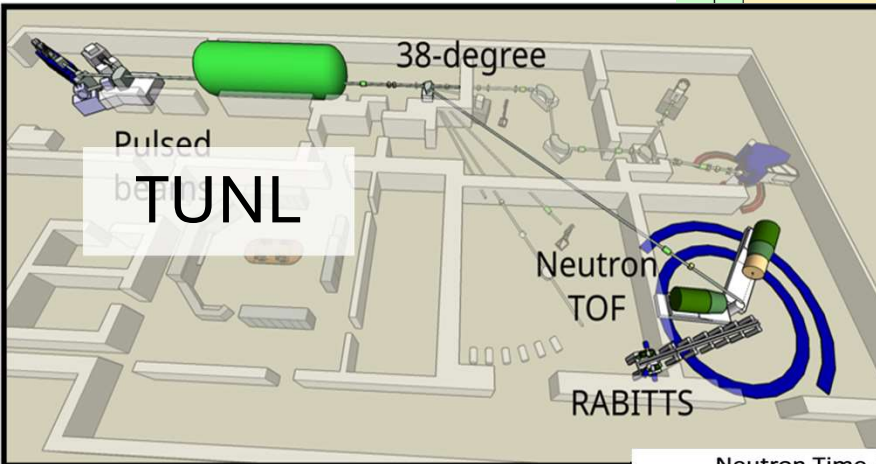 38-degree
Pulsed
beams
TUNL
Neutron
TOF
RABITTS
Neutron Time